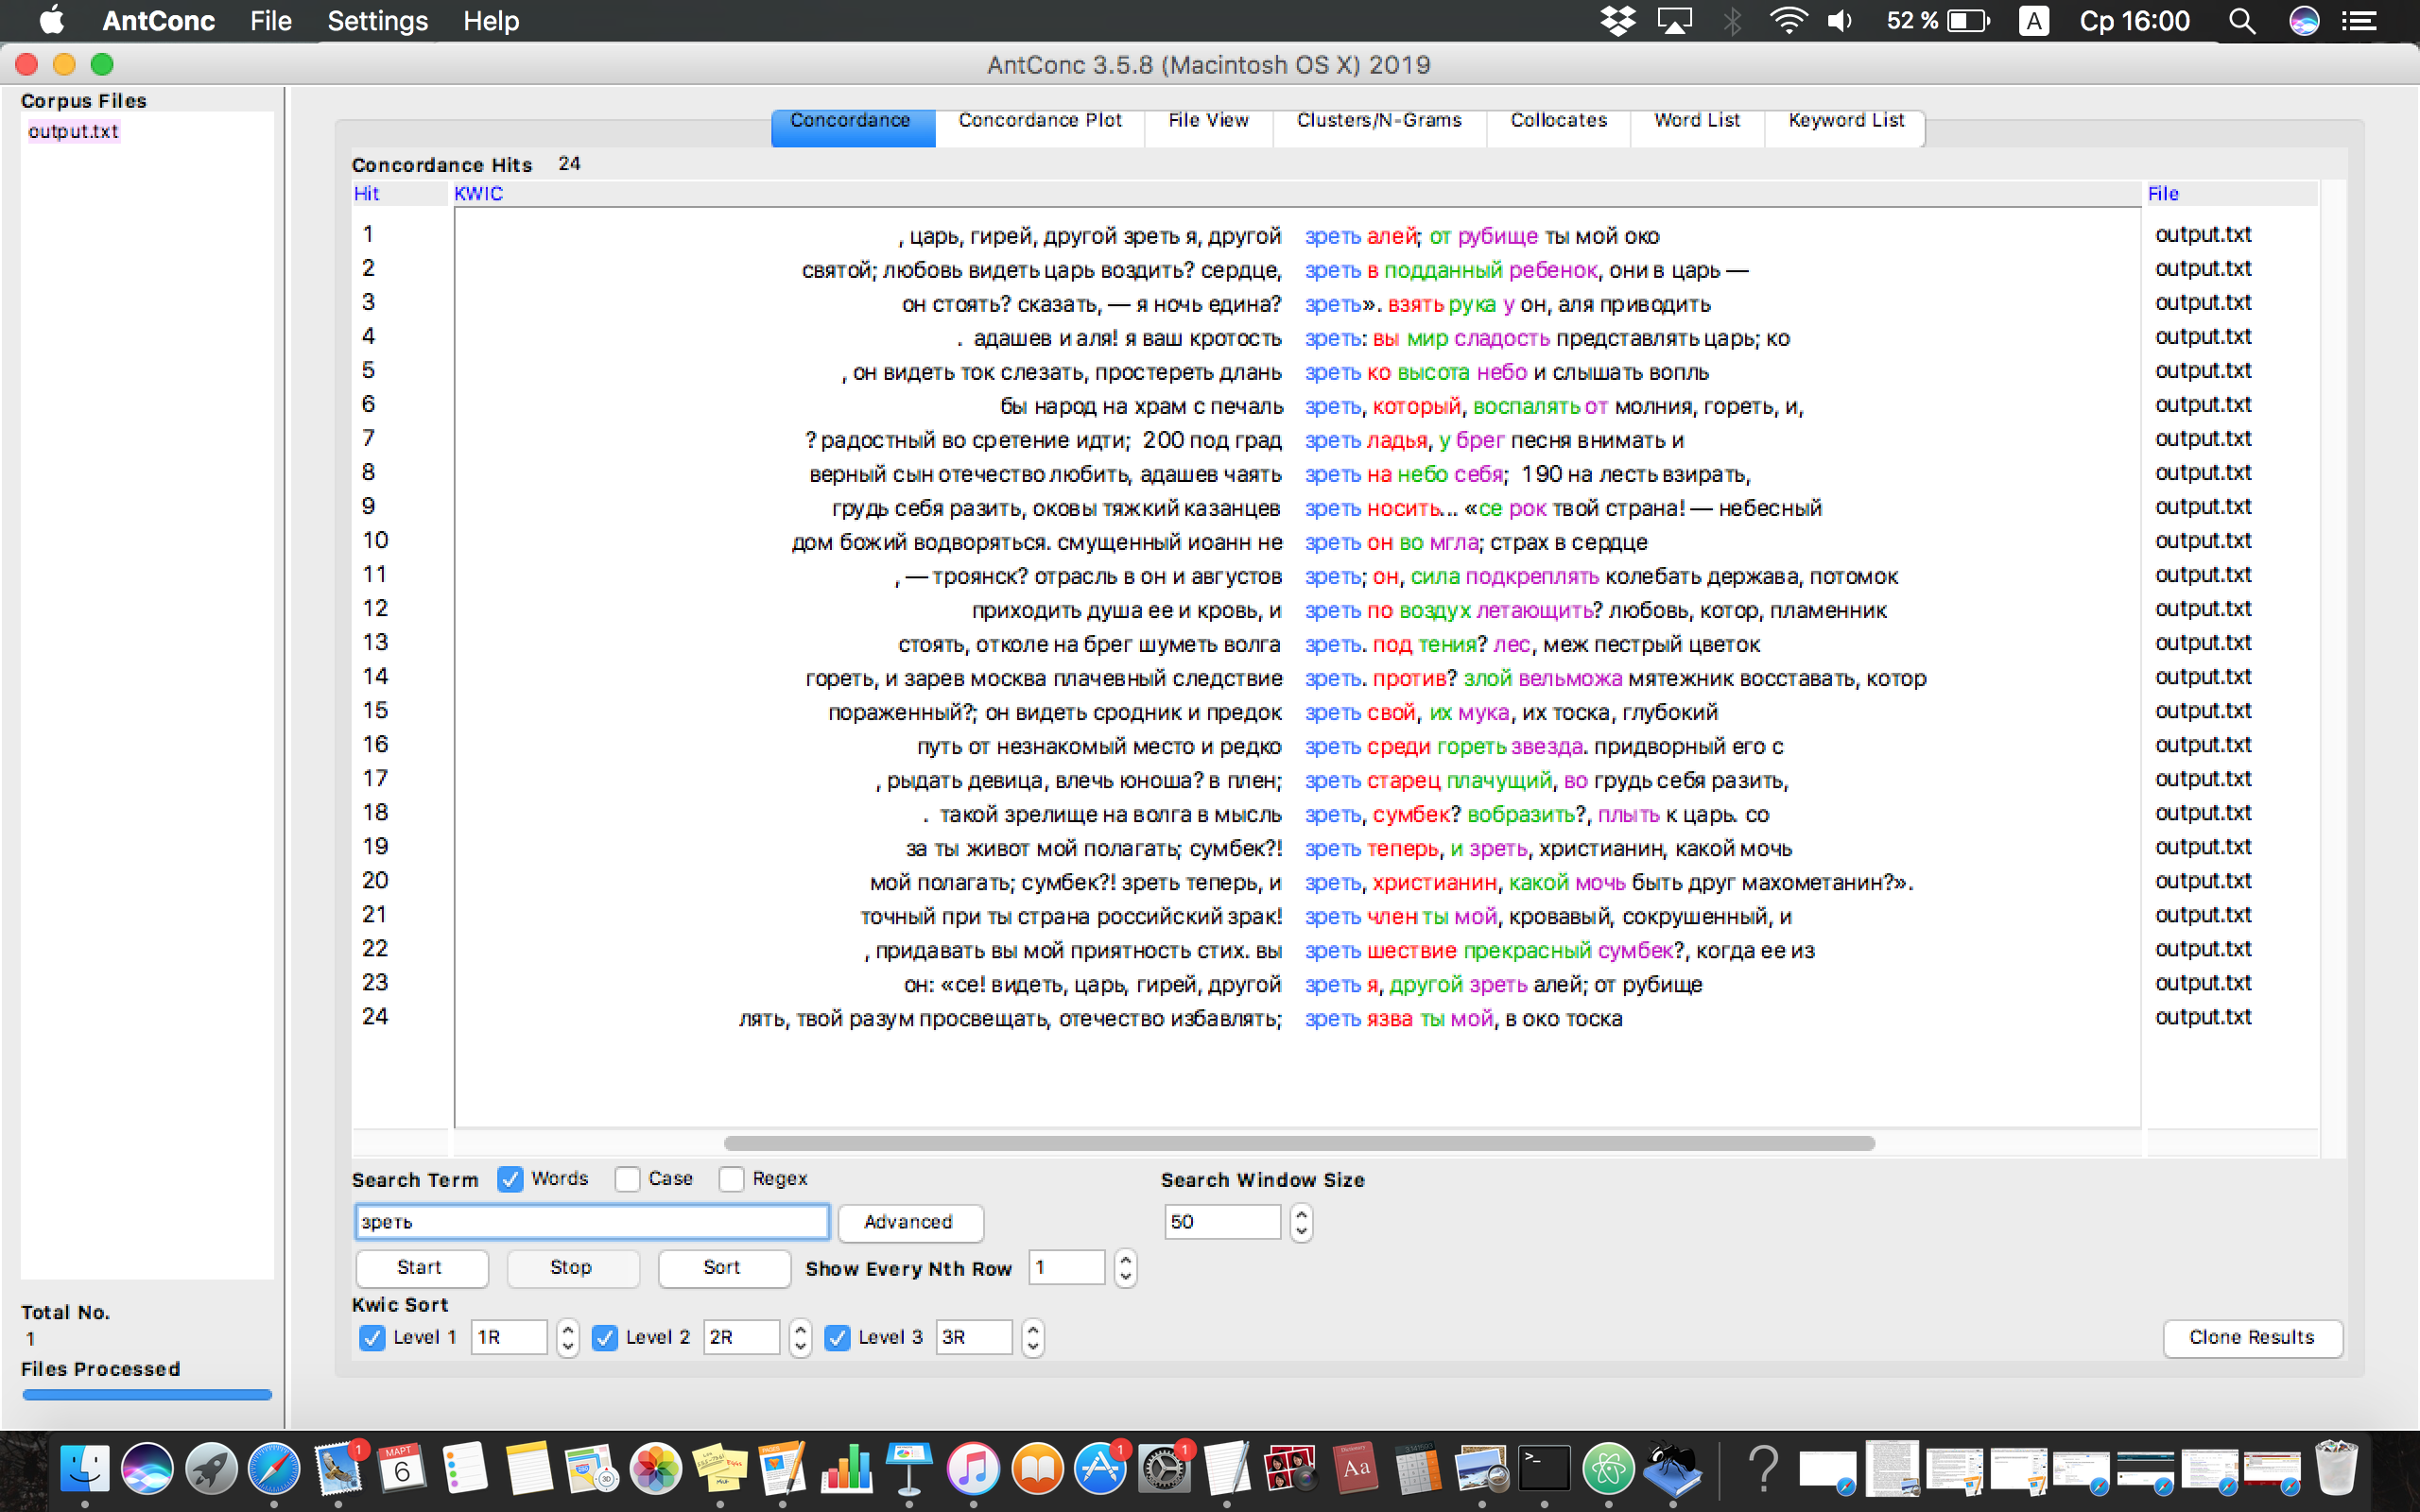 AntConc File Settings Help 52 % A Ср 16:00
AntConc 3.5.8 (Macintosh OS X) 2019
Corpus Files
output.txt
Concordance Concordance Plot File View Clusters/N-Grams Collocates Word List Keyword List
Concordance Hits 24
Hit KWIC File
1 , царь, гирей, другой зреть я, другой зреть алей; от рубище ты мой око output.txt
2 святой; любовь видеть царь воздить? сердце, зреть в подданный ребенок, они в царь — output.txt
3 он стоять? сказать, — я ночь едина? зреть». взять рука у он, аля приводить output.txt
4 . адашев и аля! я ваш кротость зреть: вы мир сладость представлять царь; ко output.txt
5 , он видеть ток слезать, простереть длань зреть ко высота небо и слышать вопль output.txt
6 бы народ на храм с печаль зреть, который, воспалять от молния, гореть, и, output.txt
7 ? радостный во сретение идти; 200 под град зреть ладья, у брег песня внимать и output.txt
8 верный сын отечество любить, адашев чаять зреть на небо себя; 190 на лесть взирать, output.txt
9 грудь себя разить, оковы тяжкий казанцев зреть носить... «се рок твой страна! — небесный output.txt
10 дом божий водворяться. смущенный иоанн не зреть он во мгла; страх в сердце output.txt
11 , — троянск? отрасль в он и августов зреть; он, сила подкреплять колебать держава, потомок output.txt
12 приходить душа ее и кровь, и зреть по воздух летающить? любовь, котор, пламенник output.txt
13 стоять, отколе на брег шуметь волга зреть. под тения? лес, меж пестрый цветок output.txt
14 гореть, и зарев москва плачевный следствие зреть. против? злой вельможа мятежник восставать, котор output.txt
15 пораженный?; он видеть сродник и предок зреть свой, их мука, их тоска, глубокий output.txt
16 путь от незнакомый место и редко зреть среди гореть звезда. придворный его с output.txt
17 , рыдать девица, влечь юноша? в плен; зреть старец плачущий, во грудь себя разить, output.txt
18 . такой зрелище на волга в мысль зреть, сумбек? вобразить?, плыть к царь. со output.txt
19 за ты живот мой полагать; сумбек?! зреть теперь, и зреть, христианин, какой мочь output.txt
20 мой полагать; сумбек?! зреть теперь, и зреть, христианин, какой мочь быть друг махометанин?». output.txt
21 точный при ты страна российский зрак! зреть член ты мой, кровавый, сокрушенный, и output.txt
22 , придавать вы мой приятность стих. вы зреть шествие прекрасный сумбек?, когда ее из output.txt
23 он: «се! видеть, царь, гирей, другой зреть я, другой зреть алей; от рубище output.txt
24 лять, твой разум просвещать, отечество избавлять; зреть язва ты мой, в око тоска output.txt
Search Term Words Case Regex Search Window Size
зреть Advanced 50
Start Stop Sort Show Every Nth Row 1
Kwic Sort
Level 1 1R Level 2 2R Level 3 3R Clone Results
Total No.
1
Files Processed
1 МАРТ 6 PAGES 1 1 Dictionary Aa >_ ?